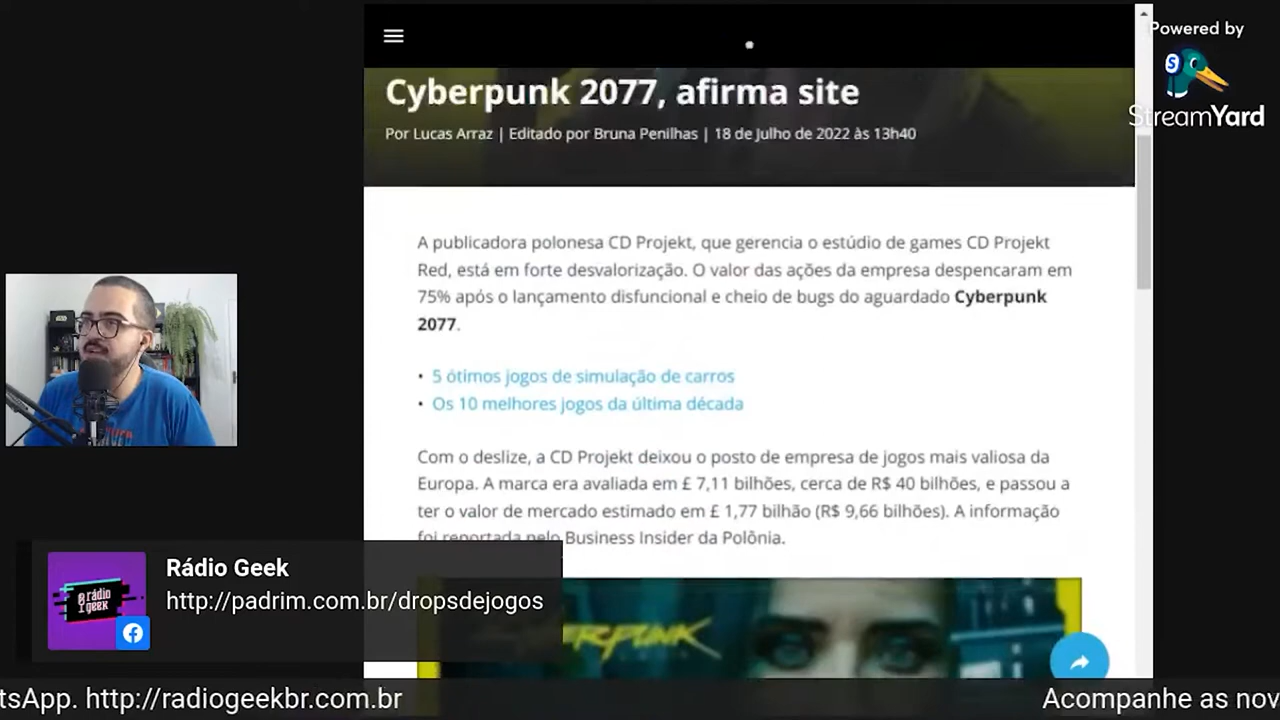 Powered by
StreamYard
Cyberpunk 2077, afirma site
Por Lucas Arraz | Editado por Bruna Penilhas | 18 de Julho de 2022 às 13h40
A publicadora polonesa CD Projekt, que gerencia o estúdio de games CD Projekt
Red, está em forte desvalorização. O valor das ações da empresa despencaram em
75% após o lançamento disfuncional e cheio de bugs do aguardado Cyberpunk
2077.
• 5 ótimos jogos de simulação de carros
• Os 10 melhores jogos da última década
Com o deslize, a CD Projekt deixou o posto de empresa de jogos mais valiosa da
Europa. A marca era avaliada em £ 7,11 bilhões, cerca de R$ 40 bilhões, e passou a
ter o valor de mercado estimado em £ 1,77 bilhão (R$ 9,66 bilhões). A informação
foi reportada pelo Business Insider da Polônia.
rádio
geek
Rádio Geek
http://padrim.com.br/dropsdejogos
ERPUNK
tsApp. http://radiogeekbr.com.br
Acompanhe as nov